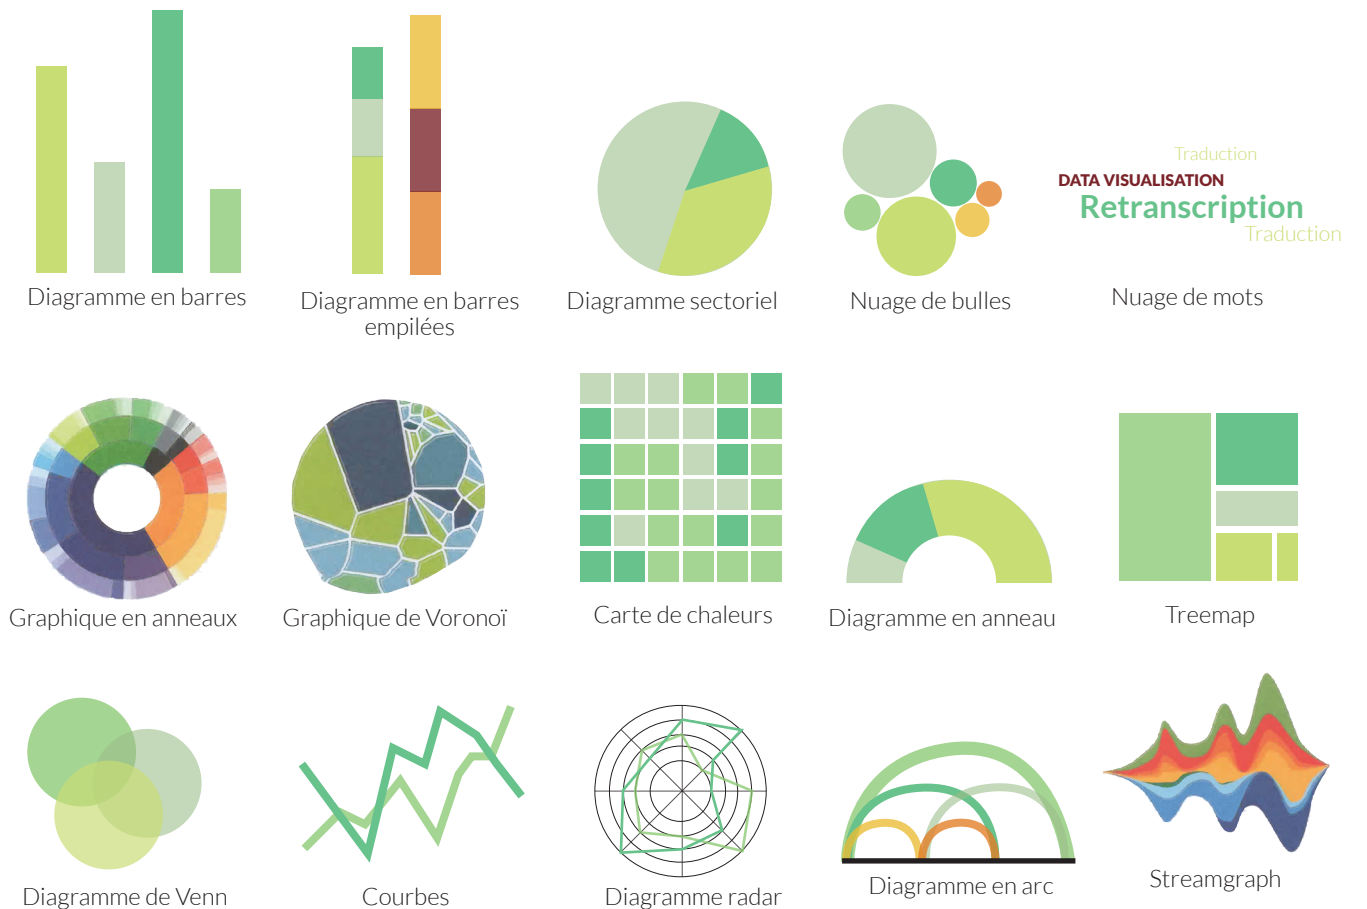 Traduction
DATA VISUALISATION
Retranscription
Traduction
Diagramme en barres
Diagramme en barres
empilées
Diagramme sectoriel
Nuage de bulles
Nuage de mots
Graphique en anneaux
Graphique de Voronoï
Carte de chaleurs
Diagramme en anneau
Treemap
Diagramme de Venn
Courbes
Diagramme radar
Diagramme en arc
Streamgraph